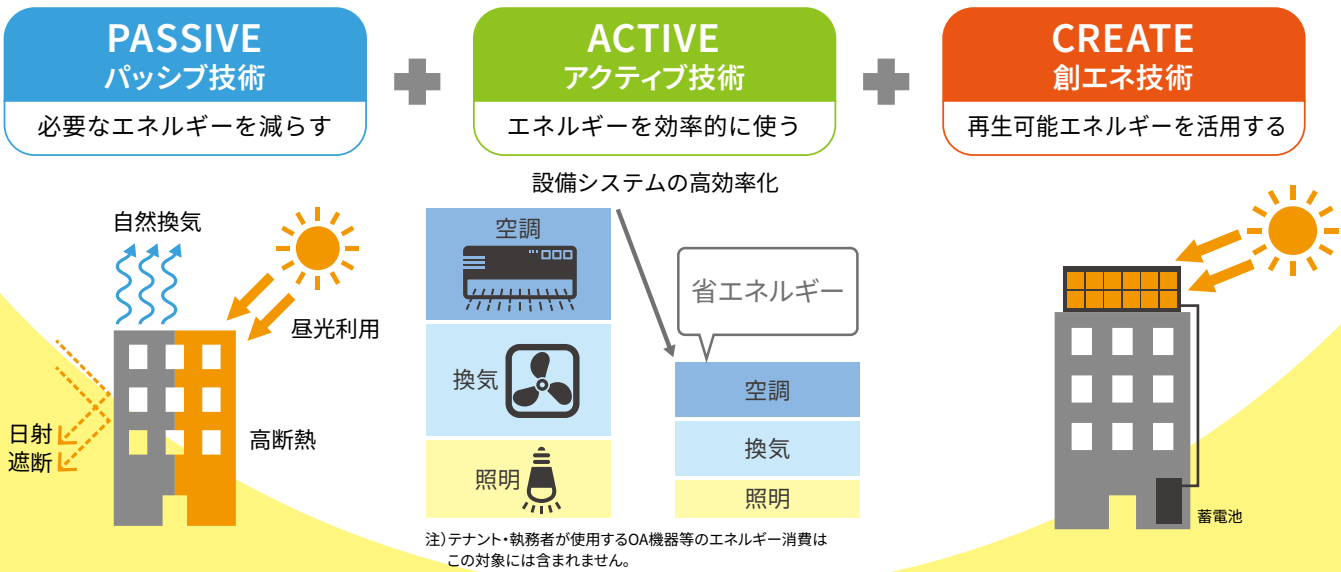 PASSIVE
パッシブ技術
必要なエネルギーを減らす
ACTIVE
アクティブ技術
エネルギーを効率的に使う
CREATE
創エネ技術
再生可能エネルギーを活用する
自然換気
昼光利用
高断熱
日射
遮断
設備システムの高効率化
空調
換気
照明
省エネルギー
空調
換気
照明
注）テナント・執務者が使用するOA機器等のエネルギー消費は
この対象には含まれません。
蓄電池